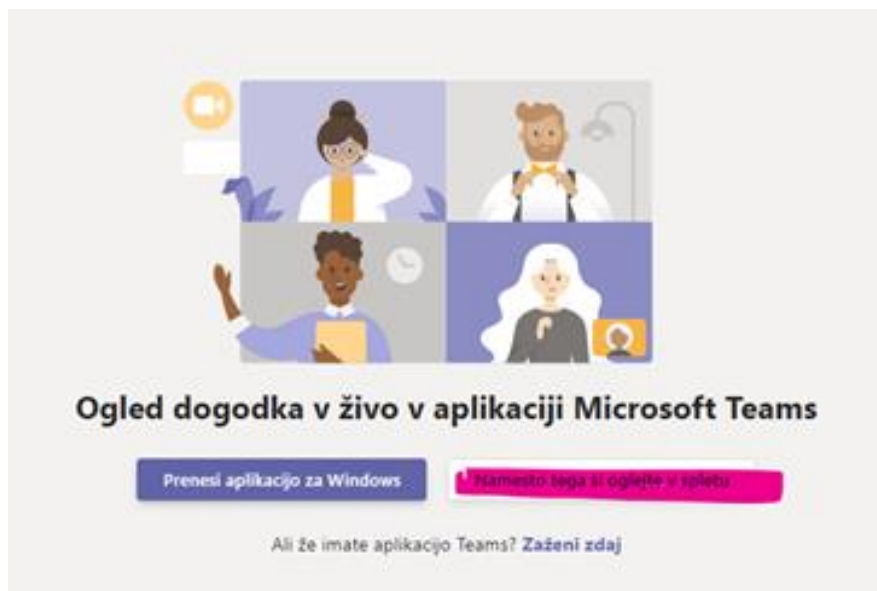 Ogled dogodka v živo v aplikaciji Microsoft Teams
Prenesi aplikacijo za Windows
Namesto tega si oglejte v spletu
Ali že imate aplikacijo Teams? Zaženi zdaj